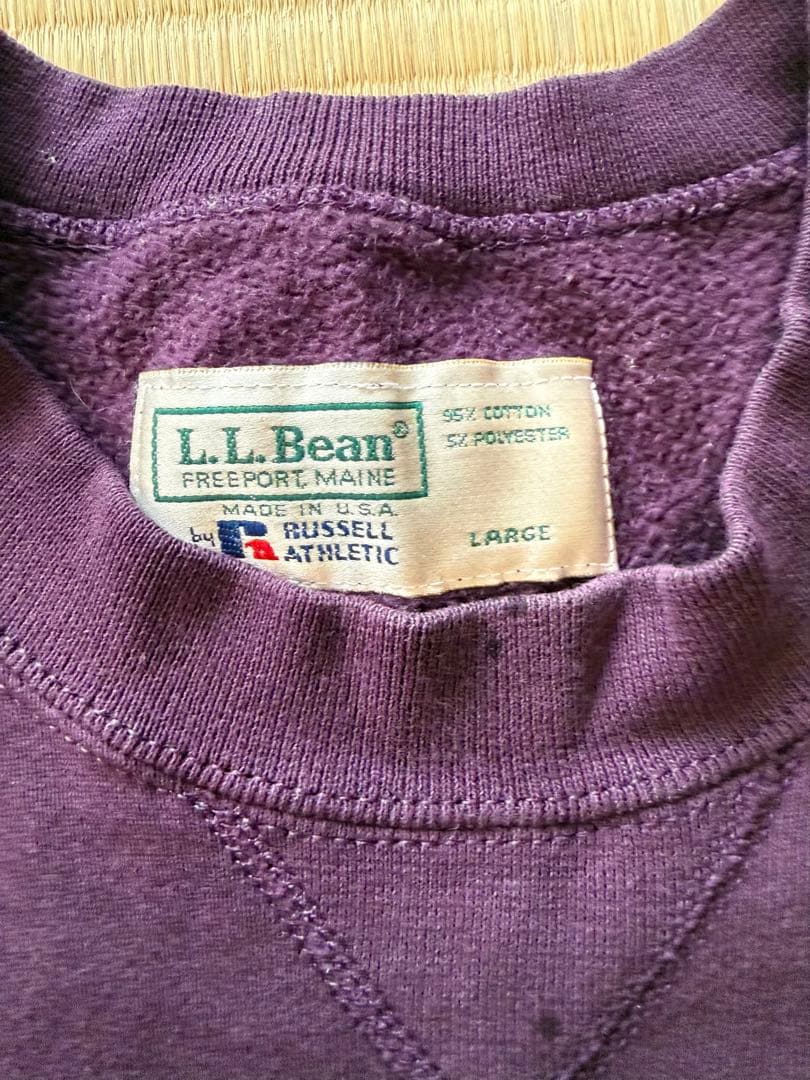 L.L.Bean®
FREEPORT, MAINE
MADE IN U.S.A.
by RUSSELL
ATHLETIC
95% COTTON
5% POLYESTER
LARGE